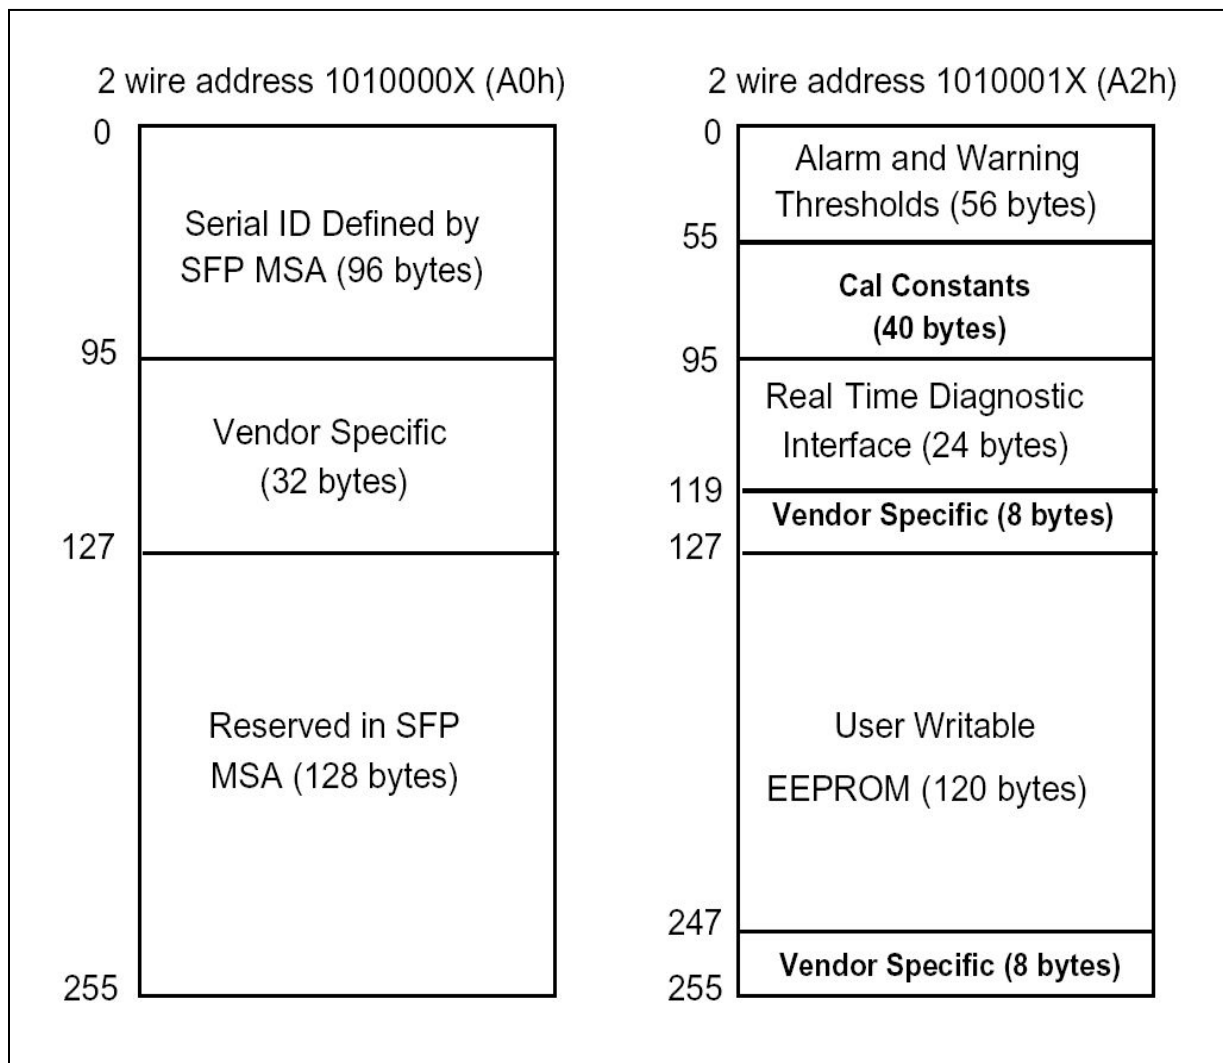 2 wire address 1010000X (A0h)
0
Serial ID Defined by
SFP MSA (96 bytes)
95
Vendor Specific
(32 bytes)
127
Reserved in SFP
MSA (128 bytes)
255
2 wire address 1010001X (A2h)
0
Alarm and Warning
Thresholds (56 bytes)
55
Cal Constants
(40 bytes)
95
Real Time Diagnostic
Interface (24 bytes)
119
Vendor Specific (8 bytes)
127
User Writable
EEPROM (120 bytes)
247
Vendor Specific (8 bytes)
255